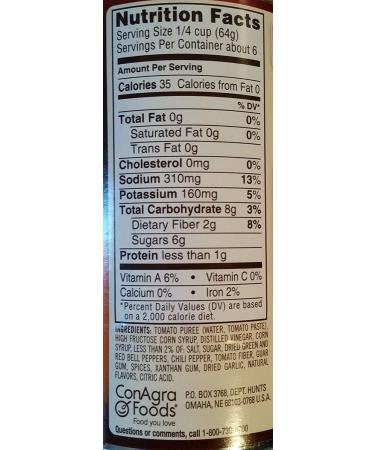 Nutrition Facts
Serving Size 1/4 cup (64g)
Servings Per Container about 6
Amount Per Serving
Calories 35 Calories from Fat 0
% DV*
Total Fat 0g 0%
Saturated Fat 0g 0%
Trans Fat 0g
Cholesterol 0mg 0%
Sodium 310mg 13%
Potassium 160mg 5%
Total Carbohydrate 8g 3%
Dietary Fiber 2g 8%
Sugars 6g
Protein less than 1g
Vitamin A 6% • Vitamin C 0%
Calcium 0% • Iron 2%
*Percent Daily Values (DV) are based
on a 2,000 calorie diet.
INGREDIENTS: TOMATO PUREE (WATER, TOMATO PASTE),
HIGH FRUCTOSE CORN SYRUP, DISTILLED VINEGAR, CORN
SYRUP, LESS THAN 2% OF: SALT, SUGAR, DRIED GREEN AND
RED BELL PEPPERS, CHILI PEPPER, TOMATO FIBER, GUAR
GUM, SPICES, XANTHAN GUM, DRIED GARLIC, NATURAL
FLAVORS, CITRIC ACID.
ConAgra
Foods®
Food you love
P.O. BOX 3768, DEPT. HUNTS
OMAHA, NE 68103-0768 U.S.A.
Questions or comments, call